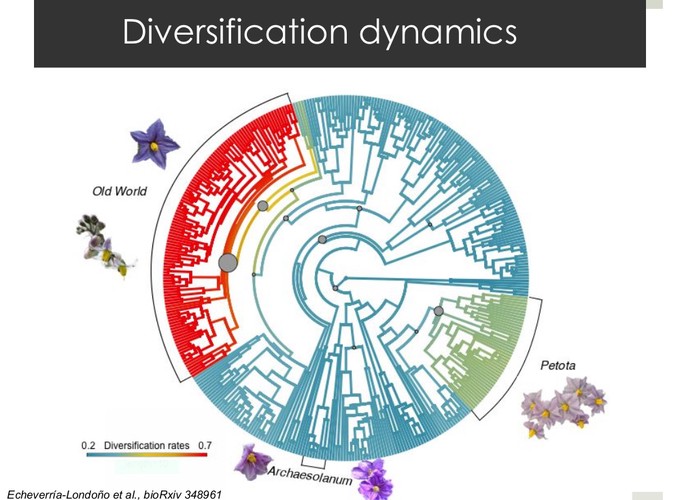 Diversification dynamics
Old World
Petota
0.2 Diversification rates 0.7
Archaesolanum
Echeverría-Londoño et al., bioRxiv 348961